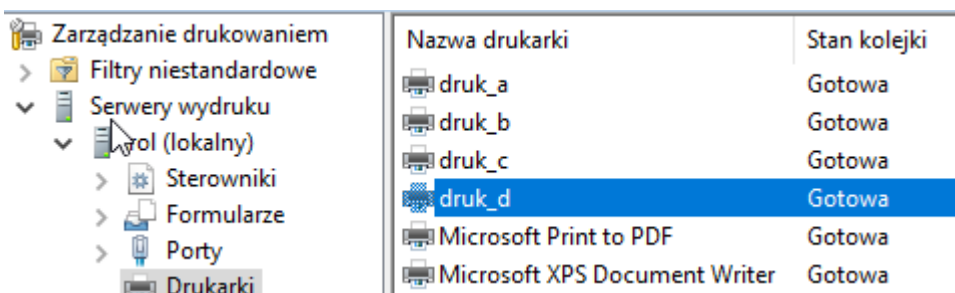 Zarządzanie drukowaniem
Filtry niestandardowe
Serwery wydruku
(lokalny)
Sterowniki
Formularze
Porty
Drukarki
Nazwa drukarki Stan kolejki
druk_a Gotowa
druk_b Gotowa
druk_c Gotowa
druk_d Gotowa
Microsoft Print to PDF Gotowa
Microsoft XPS Document Writer Gotowa